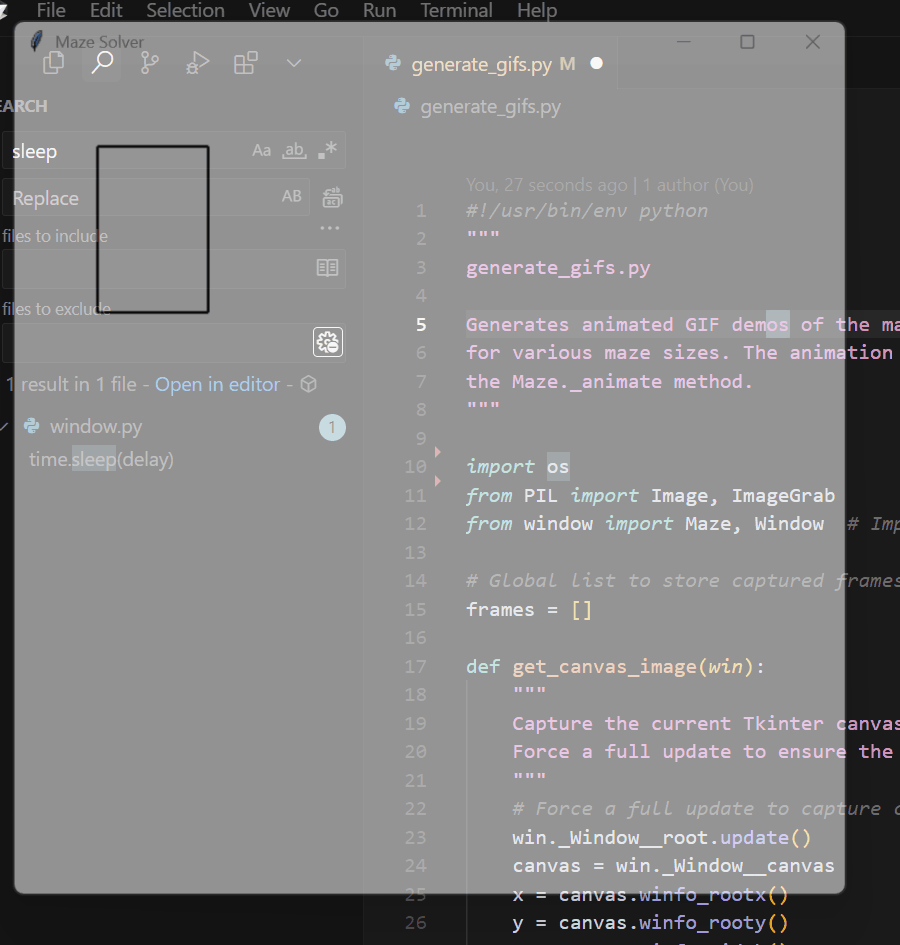 File Edit Selection View Go Run Terminal Help
Maze Solver
generate_gifs.py M
EARCH
generate_gifs.py
sleep Aa ab *
Replace AB
files to include
files to exclude
1 result in 1 file - Open in editor -
window.py 1
time.sleep(delay)
You, 27 seconds ago | 1 author (You)
1 #!/usr/bin/env python
2 """
3 generate_gifs.py
4
5 Generates animated GIF demos of the ma
6 for various maze sizes. The animation
7 the Maze._animate method.
8 """
9
10 import os
11 from PIL import Image, ImageGrab
12 from window import Maze, Window # Imp
13
14 # Global list to store captured frames
15 frames = []
16
17 def get_canvas_image(win):
18 """
19 Capture the current Tkinter canvas
20 Force a full update to ensure the
21 """
22 # Force a full update to capture c
23 win._Window__root.update()
24 canvas = win._Window__canvas
25 x = canvas.winfo_rootx()
26 y = canvas.winfo_rooty()